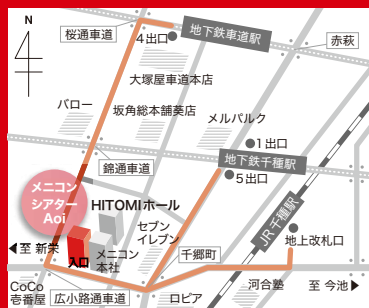 N
桜通車道
4出口
地下鉄車道駅
赤萩
大塚屋車道本店
バロー
坂角総本舖葵店
メルパルク
1出口
錦通車道
地下鉄千種駅
5出口
メニコン
シアター
Aoi
HITOMIホール
セブン
イレブン
JR千種駅
千郷町
地上改札口
至 新栄
入口
メニコン
本社
CoCo
壱番屋
広小路通車道
ロピア
河合塾
至 今池